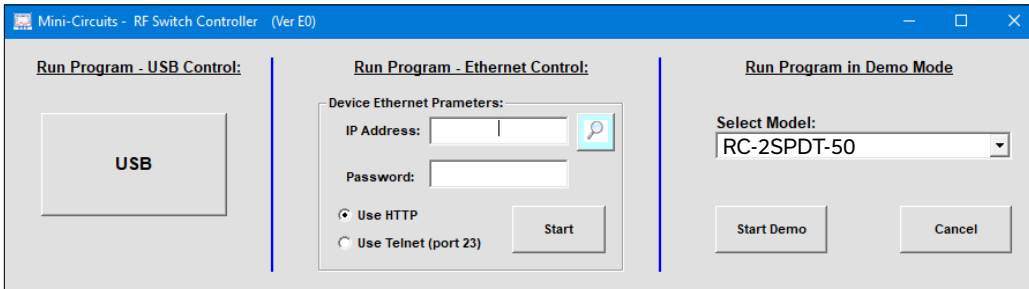 Mini-Circuits - RF Switch Controller (Ver E0)
Run Program - USB Control:
USB
Run Program - Ethernet Control:
Device Ethernet Prameters:
IP Address:
Password:
Use HTTP
Use Telnet (port 23)
Start
Run Program in Demo Mode
Select Model:
RC-2SPDT-50
Start Demo
Cancel